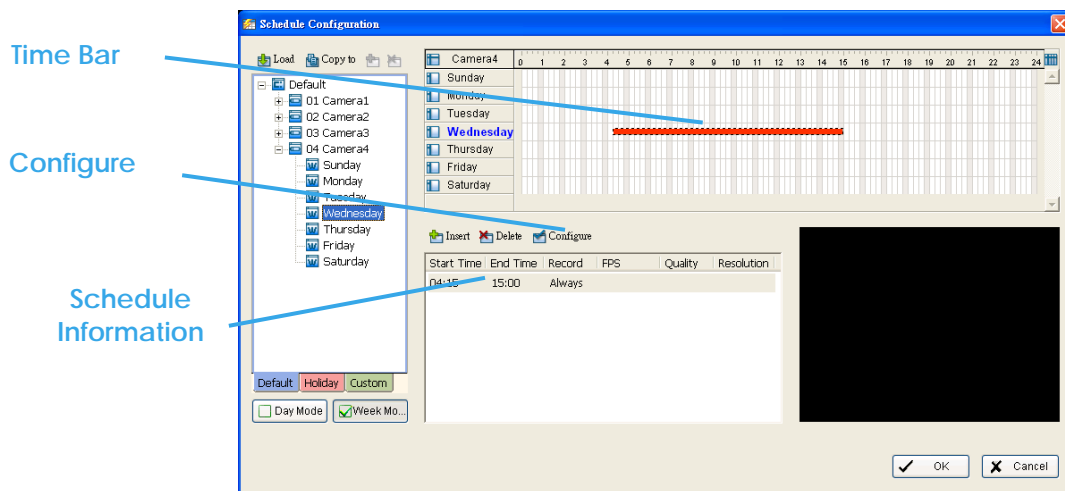 Schedule Configuration
Time Bar
Configure
Schedule
Information
Load Copy to
Default
01 Camera1
02 Camera2
03 Camera3
04 Camera4
Sunday
Monday
Tuesday
Wednesday
Thursday
Friday
Saturday
Default Holiday Custom
Day Mode Week Mo...
Camera4 0 1 2 3 4 5 6 7 8 9 10 11 12 13 14 15 16 17 18 19 20 21 22 23 24
Sunday
Monday
Tuesday
Wednesday
Thursday
Friday
Saturday
Insert Delete Configure
Start Time End Time Record FPS Quality Resolution
04:15 15:00 Always
OK Cancel